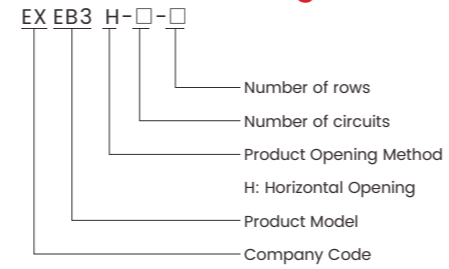 EX EB3 H-□-□
Number of rows
Number of circuits
Product Opening Method
H: Horizontal Opening
Product Model
Company Code